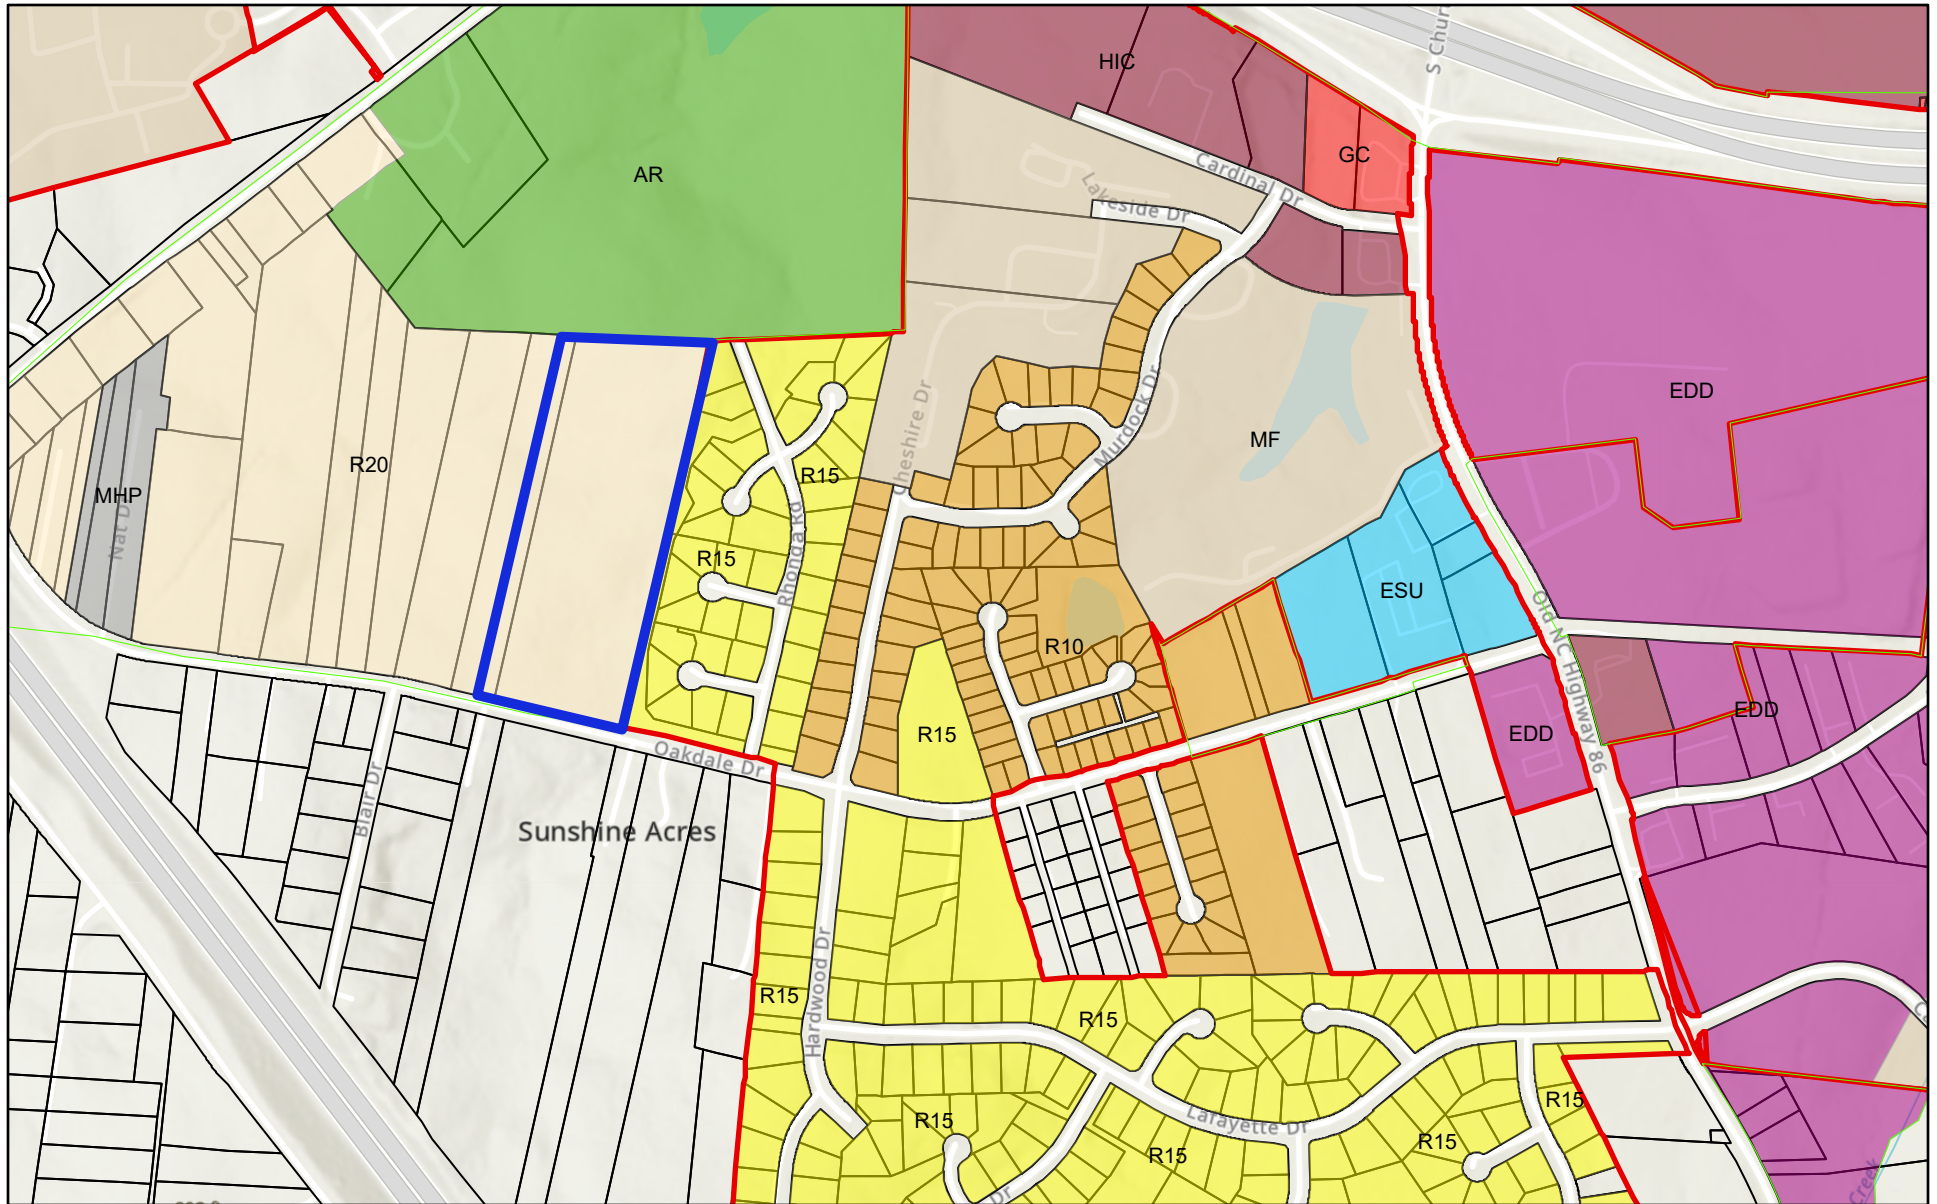 S Chur
HIC
GC
Cardinal Dr
AR
Lakeside Dr
EDD
Cheshire Dr
Murdock Dr
MF
R20
R15
MHP
Nat D
Rhonda Rd
R15
ESU
Old NC Highway 86
R10
EDD
R15
EDD
Oakdale Dr
Blair Dr
Sunshine Acres
Hardwood Dr
R15
R15
Ca
R15
R15
Lafayette Dr
R15
R15
Dr
Creek